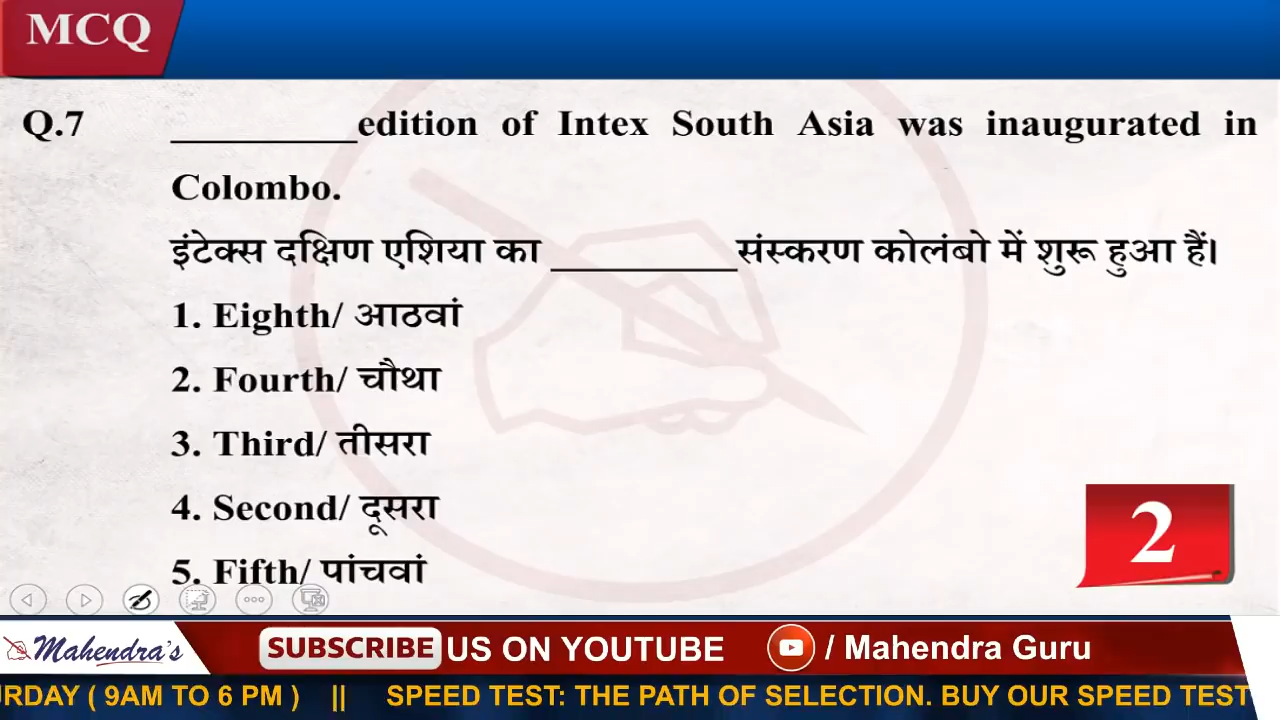 MCQ
Q.7 __________edition of Intex South Asia was inaugurated in
Colombo.
इंटेक्स दक्षिण एशिया का __________संस्करण कोलंबो में शुरू हुआ हैं।
1. Eighth/ आठवां
2. Fourth/ चौथा
3. Third/ तीसरा
4. Second/ दूसरा
5. Fifth/ पांचवां
2
Mahendra's SUBSCRIBE US ON YOUTUBE / Mahendra Guru
URDAY ( 9AM TO 6 PM ) || SPEED TEST: THE PATH OF SELECTION. BUY OUR SPEED TEST